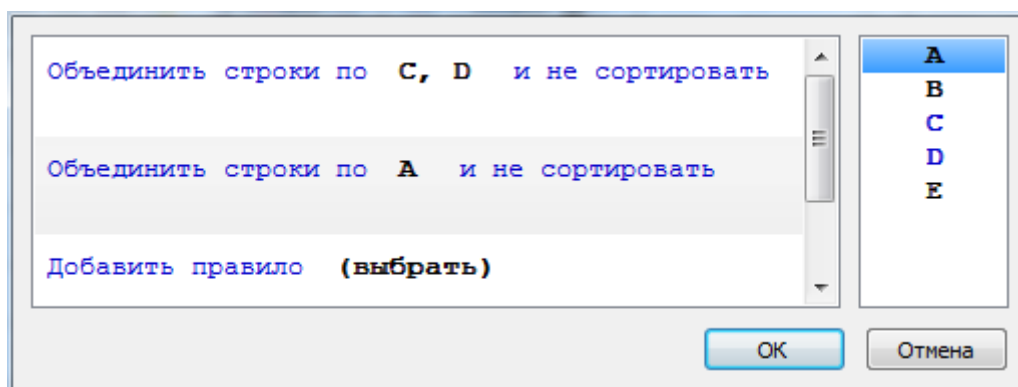 Объединить строки по C, D и не сортировать
Объединить строки по A и не сортировать
Добавить правило (выбрать)
A
B
C
D
E
OK
Отмена